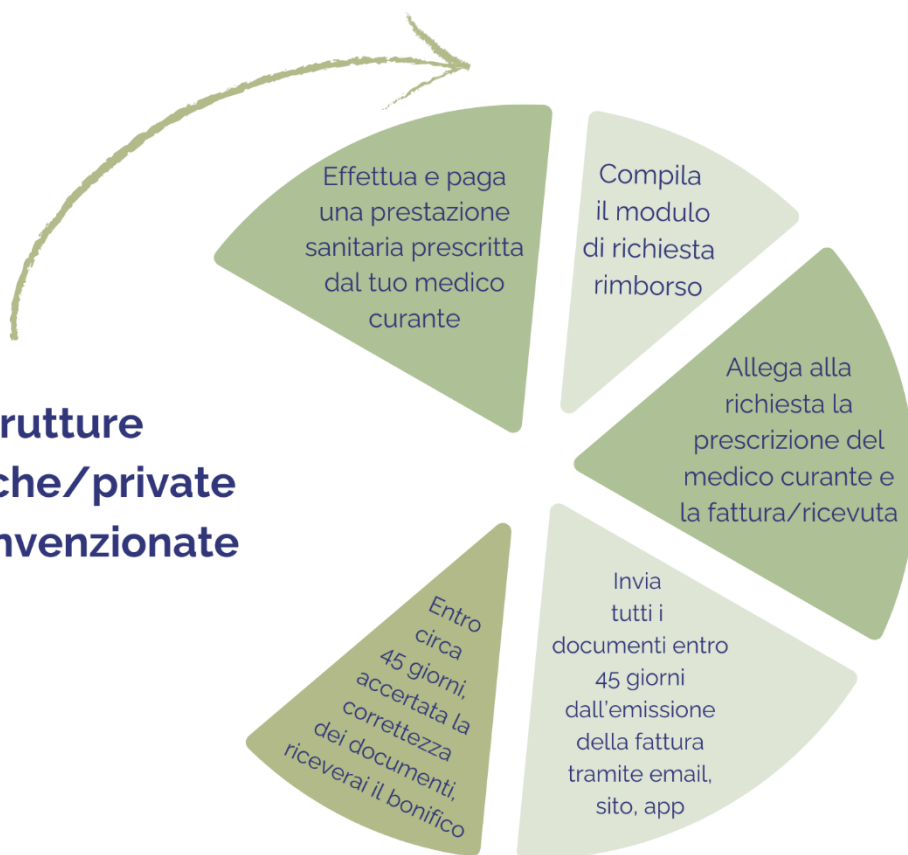 Effettua e paga
una prestazione
sanitaria prescritta
dal tuo medico
curante
Compila
il modulo
di richiesta
rimborso
Allega alla
richiesta la
prescrizione del
medico curante e
la fattura/ricevuta
Invia
tutti i
documenti entro
45 giorni
dall'emissione
della fattura
tramite email,
sito, app
Entro
circa
45 giorni,
accertata la
correttezza
dei documenti,
riceverai il bonifico
rutture
che/private
nvenzionate